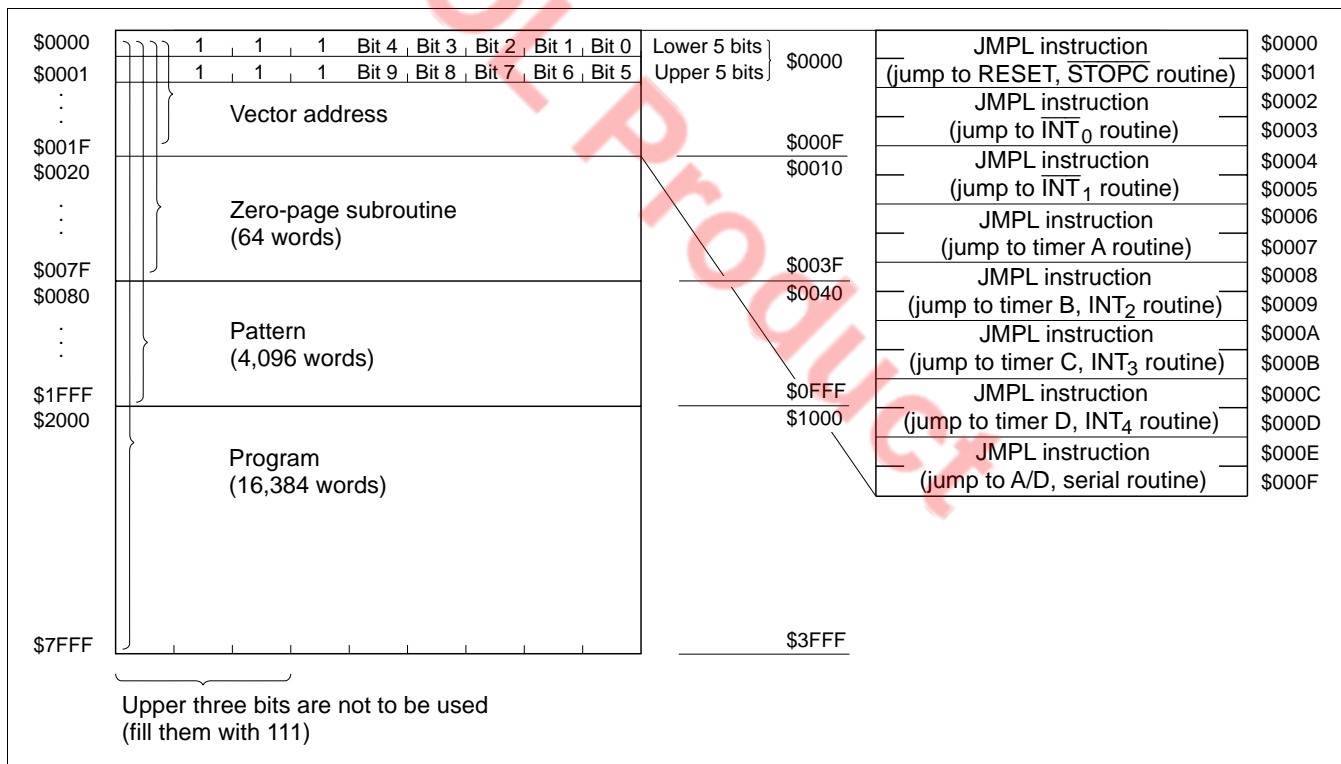 $0000
$0001
.
.
.
$001F
$0020
.
.
.
$007F
$0080
.
.
.
$1FFF
$2000
$7FFF
1 1 1 Bit 4 Bit 3 Bit 2 Bit 1 Bit 0
1 1 1 Bit 9 Bit 8 Bit 7 Bit 6 Bit 5
Vector address
Zero-page subroutine
(64 words)
Pattern
(4,096 words)
Program
(16,384 words)
Upper three bits are not to be used
(fill them with 111)
Lower 5 bits
Upper 5 bits
$0000
$000F
$0010
$003F
$0040
$0FFF
$1000
$3FFF
JMPL instruction
(jump to RESET, STOPC routine)
$0000
$0001
JMPL instruction
(jump to INT0 routine)
$0002
$0003
JMPL instruction
(jump to INT1 routine)
$0004
$0005
JMPL instruction
(jump to timer A routine)
$0006
$0007
JMPL instruction
(jump to timer B, INT2 routine)
$0008
$0009
JMPL instruction
(jump to timer C, INT3 routine)
$000A
$000B
JMPL instruction
(jump to timer D, INT4 routine)
$000C
$000D
JMPL instruction
(jump to A/D, serial routine)
$000E
$000F
OL Product